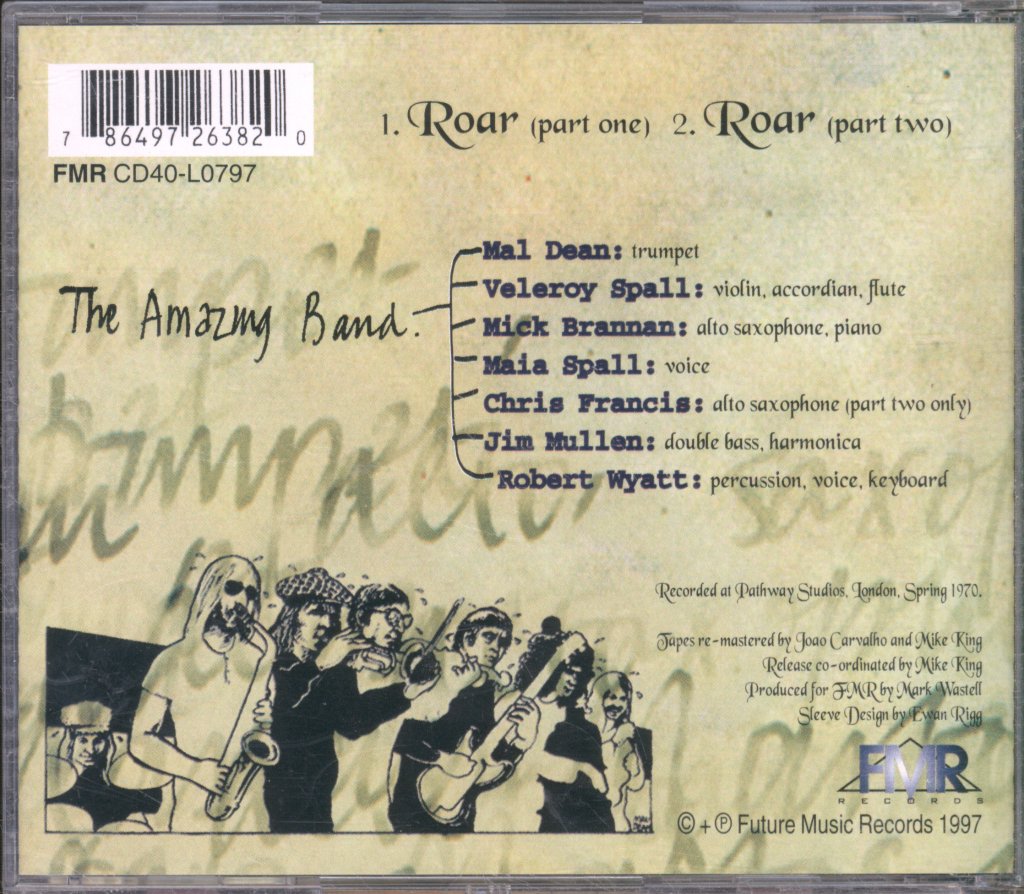 1. Roar (part one) 2. Roar (part two)
7 86497 26382 0
FMR CD40-L0797
The Amazing Band.
Mal Dean: trumpet
Veleroy Spall: violin, accordian, flute
Mick Brannan: alto saxophone, piano
Maia Spall: voice
Chris Francis: alto saxophone (part two only)
Jim Mullen: double bass, harmonica
Robert Wyatt: percussion, voice, keyboard
Recorded at Pathway Studios, London, Spring 1970.
Tapes re-mastered by Joao Carvalho and Mike King
Release co-ordinated by Mike King
Produced for FMR by Mark Wastell
Sleeve Design by Ewan Rigg
FMR
RECORDS
© + ℗ Future Music Records 1997